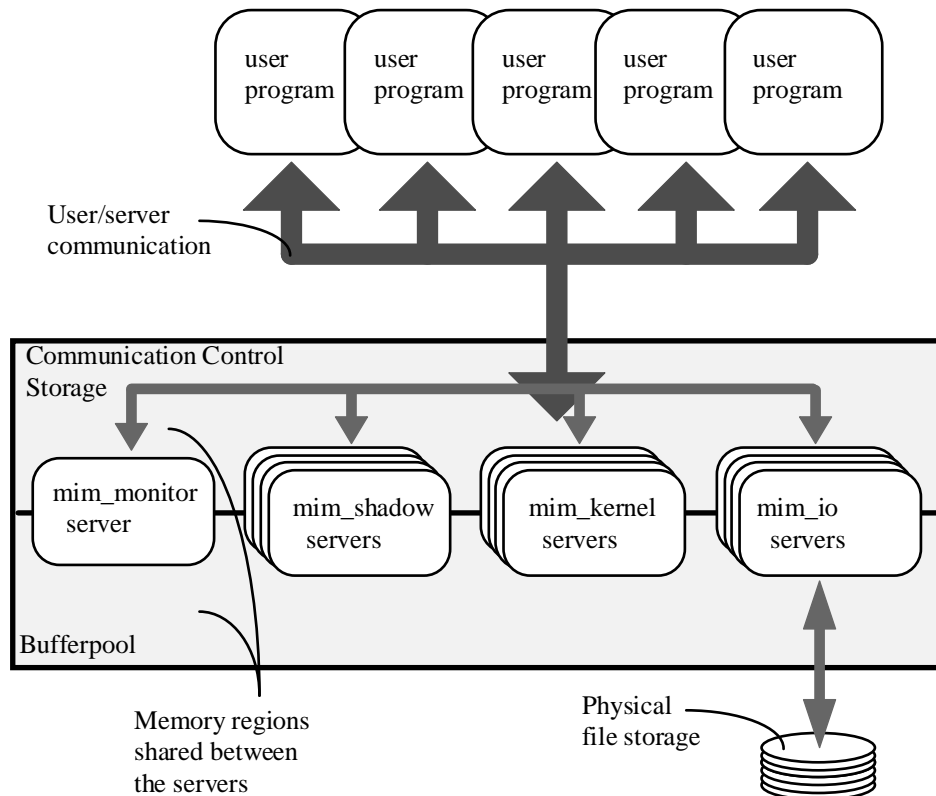 user
program
user
program
user
program
user
program
user
program
User/server
communication
Communication Control
Storage
mim_monitor
server
mim_shadow
servers
mim_kernel
servers
mim_io
servers
Bufferpool
Memory regions
shared between
the servers
Physical
file storage